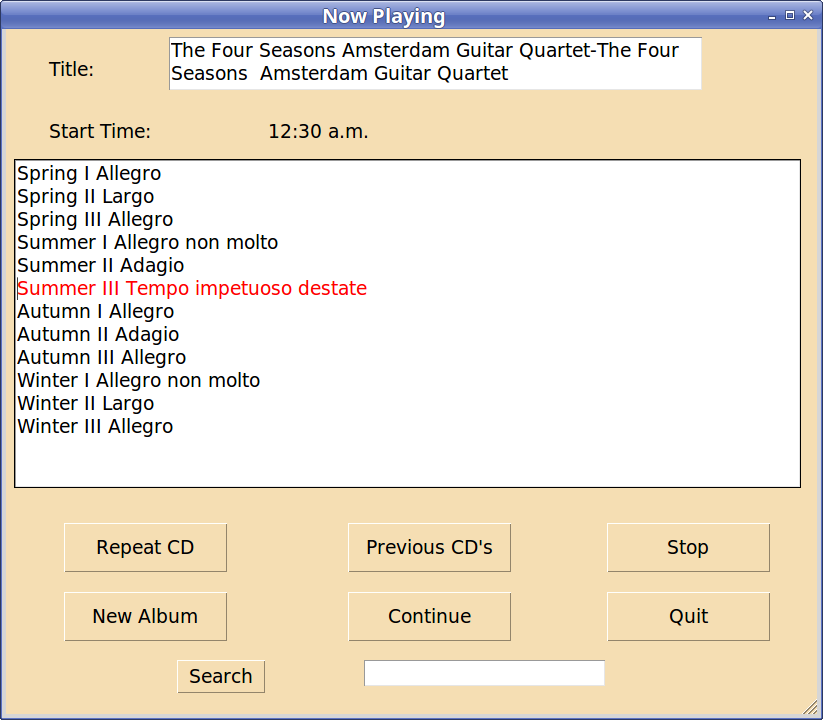 Now Playing
Title:
The Four Seasons Amsterdam Guitar Quartet-The Four
Seasons  Amsterdam Guitar Quartet
Start Time: 12:30 a.m.
Spring I Allegro
Spring II Largo
Spring III Allegro
Summer I Allegro non molto
Summer II Adagio
Summer III Tempo impetuoso destate
Autumn I Allegro
Autumn II Adagio
Autumn III Allegro
Winter I Allegro non molto
Winter II Largo
Winter III Allegro
Repeat CD Previous CD's Stop
New Album Continue Quit
Search